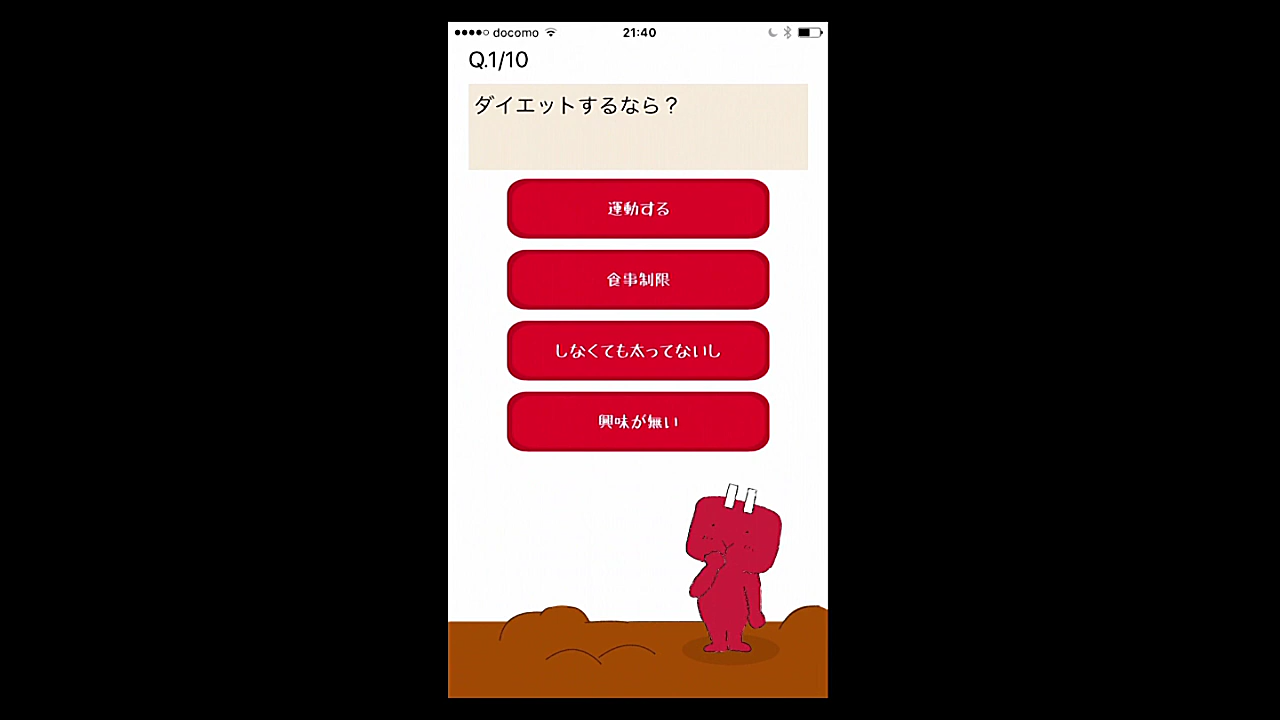 docomo 21:40
Q.1/10
ダイエットするなら？
運動する
食事制限
しなくても太ってないし
興味が無い